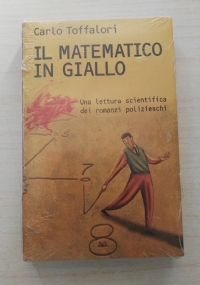 Carlo Toffalori
IL MATEMATICO
IN GIALLO
Una lettura scientifica
dei romanzi polizieschi